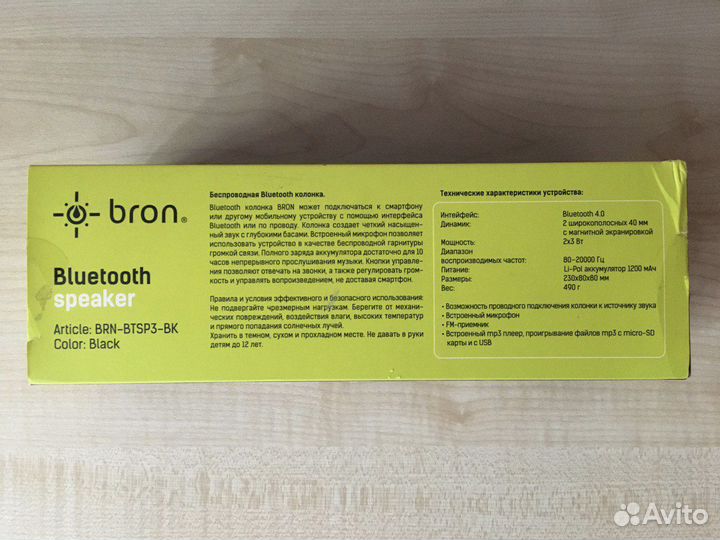 bron®
Bluetooth
speaker
Article: BRN-BTSP3-BK
Color: Black
Беспроводная Bluetooth колонка.
Bluetooth колонка BRON может подключаться к смартфону
или другому мобильному устройству с помощью интерфейса
Bluetooth или по проводу. Колонка создает четкий насыщен-
ный звук с глубокими басами. Встроенный микрофон позволяет
использовать устройство в качестве беспроводной гарнитуры
громкой связи. Полного заряда аккумулятора достаточно для 10
часов непрерывного прослушивания музыки. Кнопки управле-
ния позволяют отвечать на звонки, а также регулировать гром-
кость и управлять вопроизведением, не доставая смартфон.
Правила и условия эффективного и безопасного использования:
Не подвергайте чрезмерным нагрузкам. Берегите от механи-
ческих повреждений, воздействия влаги, высоких температур
и прямого попадания солнечных лучей.
Хранить в темном, сухом и прохладном месте. Не давать в руки
детям до 12 лет.
Технические характеристики устройства:
Интерфейс: Bluetooth 4.0
Динамик: 2 широкополосных 40 мм
с магнитной экранировкой
Мощность: 2x3 Вт
Диапазон
воспроизводимых частот: 80-20000 Гц
Питание: Li-Pol аккумулятор 1200 мАч
Размеры: 230x80x80 мм
Вес: 490 г
• Возможность проводного подключения колонки к источнику звука
• Встроенный микрофон
• FM-приемник
• Встроенный mp3 плеер, проигрывание файлов mp3 с micro-SD
карты и с USB
Avito